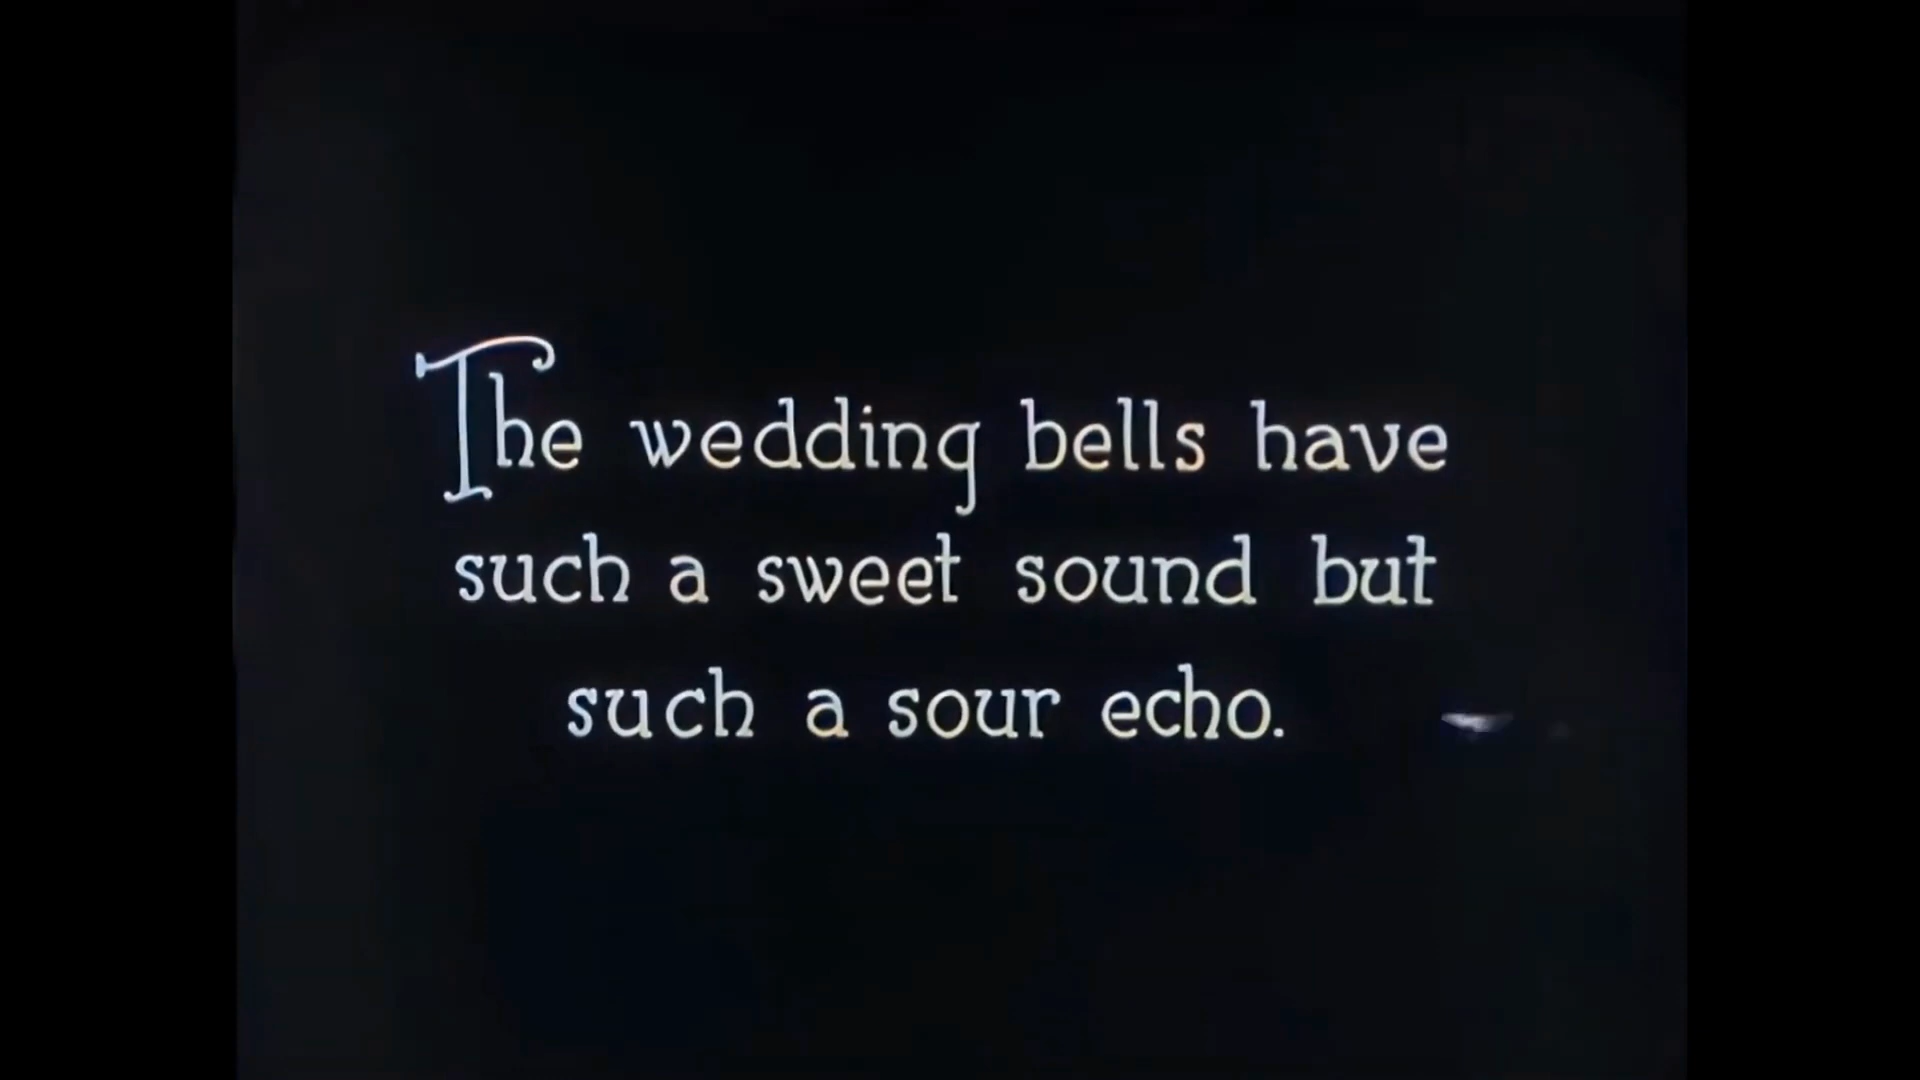 The wedding bells have
such a sweet sound but
such a sour echo.